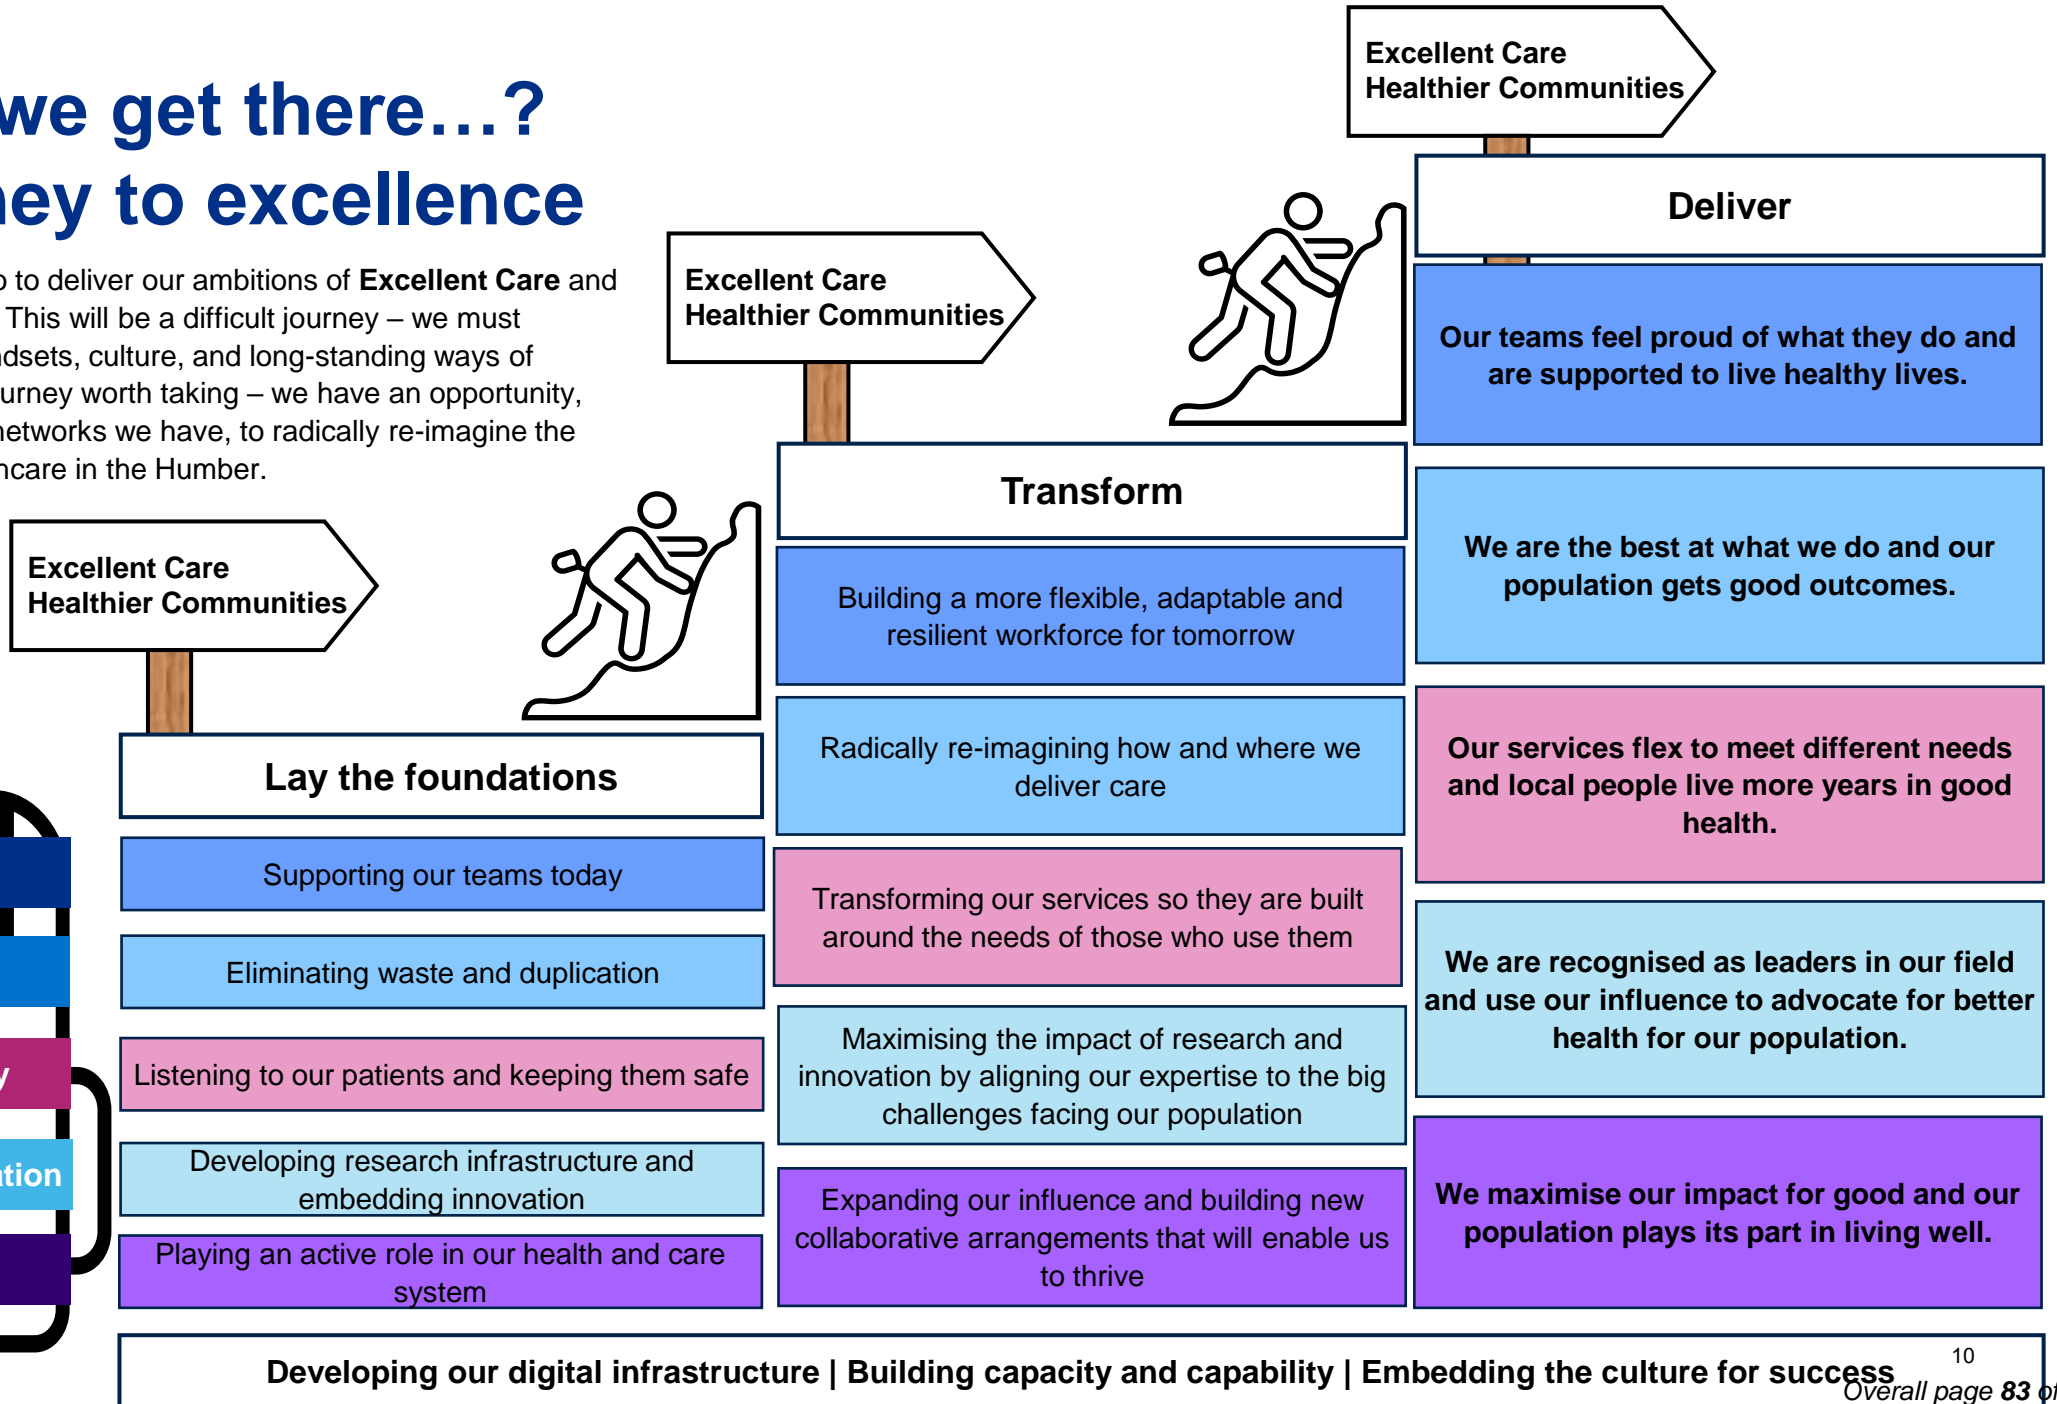 we get there…?
ney to excellence
o to deliver our ambitions of Excellent Care and
This will be a difficult journey – we must
ndsets, culture, and long-standing ways of
urney worth taking – we have an opportunity,
networks we have, to radically re-imagine the
hcare in the Humber.
Excellent Care
Healthier Communities
Lay the foundations
Supporting our teams today
Eliminating waste and duplication
Listening to our patients and keeping them safe
Developing research infrastructure and
embedding innovation
Playing an active role in our health and care
system
y
ation
Excellent Care
Healthier Communities
Transform
Building a more flexible, adaptable and
resilient workforce for tomorrow
Radically re-imagining how and where we
deliver care
Transforming our services so they are built
around the needs of those who use them
Maximising the impact of research and
innovation by aligning our expertise to the big
challenges facing our population
Expanding our influence and building new
collaborative arrangements that will enable us
to thrive
Excellent Care
Healthier Communities
Deliver
Our teams feel proud of what they do and
are supported to live healthy lives.
We are the best at what we do and our
population gets good outcomes.
Our services flex to meet different needs
and local people live more years in good
health.
We are recognised as leaders in our field
and use our influence to advocate for better
health for our population.
We maximise our impact for good and our
population plays its part in living well.
Developing our digital infrastructure | Building capacity and capability | Embedding the culture for success
10
Overall page 83 of